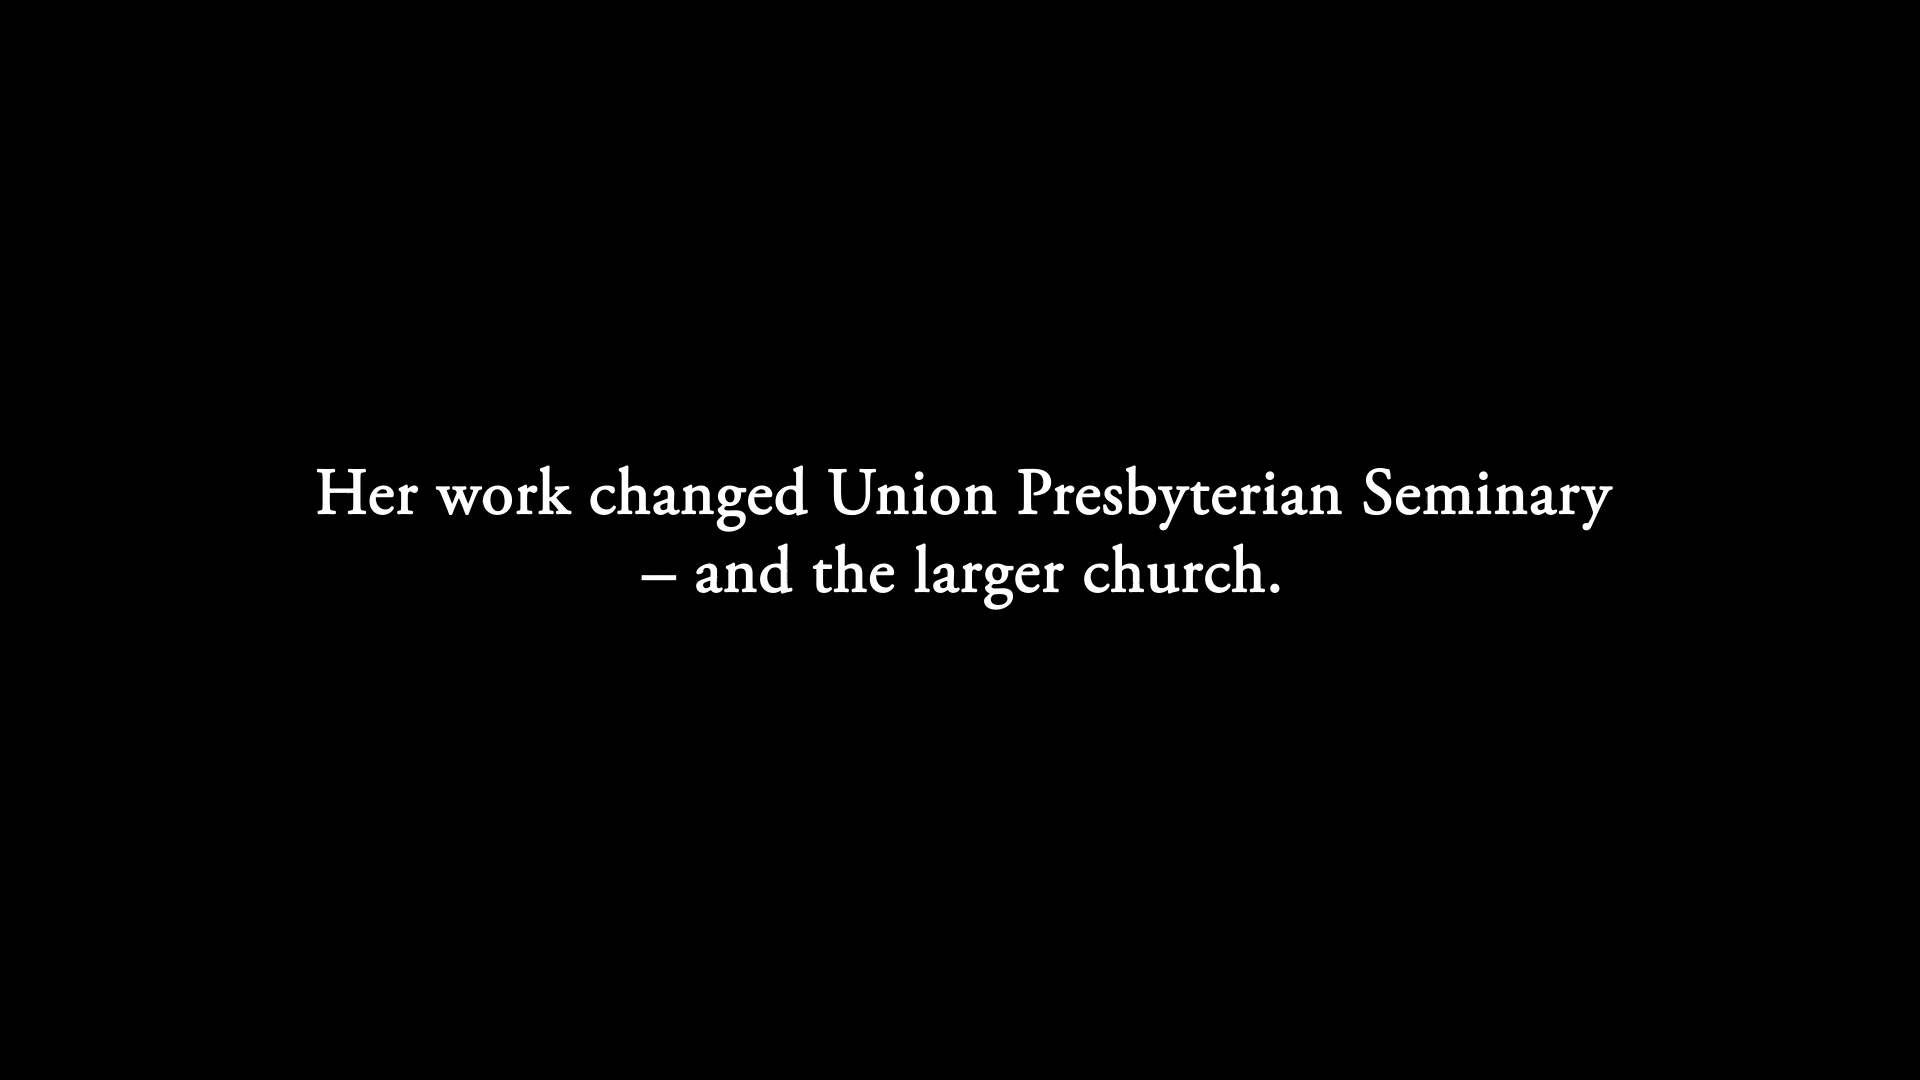 Her work changed Union Presbyterian Seminary
– and the larger church.